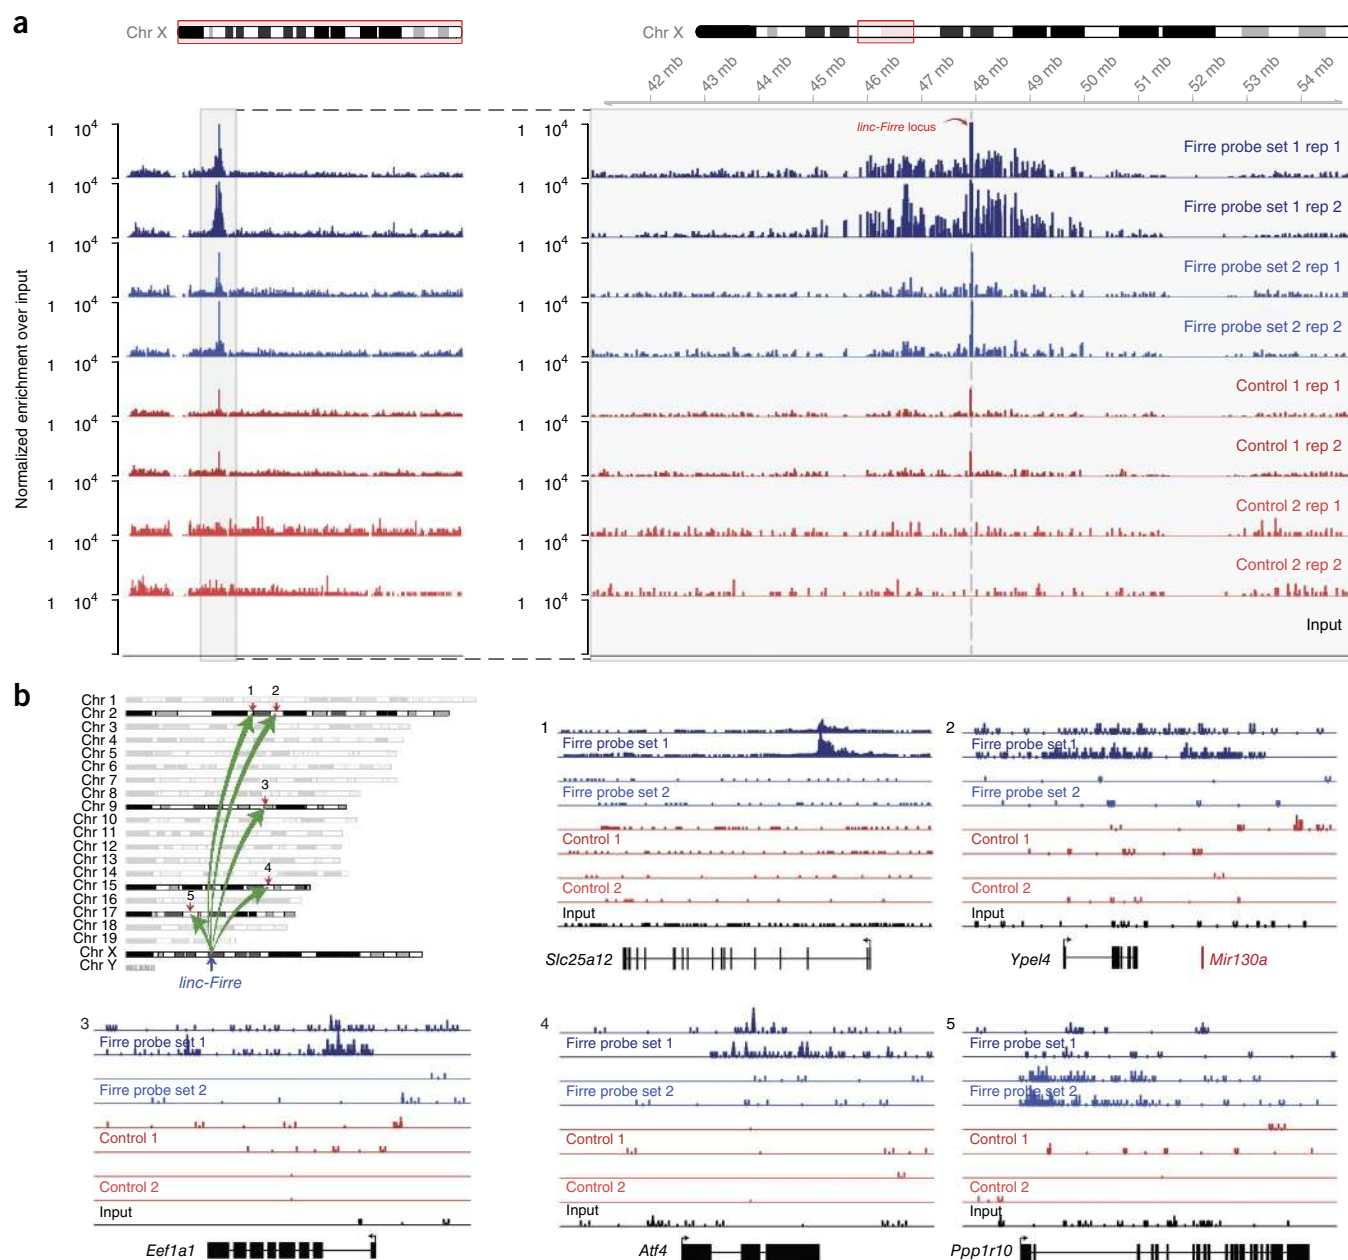 a
Chr X
Chr X
42 mb 43 mb 44 mb 45 mb 46 mb 47 mb 48 mb 49 mb 50 mb 51 mb 52 mb 53 mb 54 mb
Normalized enrichment over input
linc-Firre locus
1 10⁴ 1 10⁴ Firre probe set 1 rep 1
1 10⁴ 1 10⁴ Firre probe set 1 rep 2
1 10⁴ 1 10⁴ Firre probe set 2 rep 1
1 10⁴ 1 10⁴ Firre probe set 2 rep 2
1 10⁴ 1 10⁴ Control 1 rep 1
1 10⁴ 1 10⁴ Control 1 rep 2
1 10⁴ 1 10⁴ Control 2 rep 1
1 10⁴ 1 10⁴ Control 2 rep 2
1 10⁴ 1 10⁴ Input
b
Chr 1
Chr 2
Chr 3
Chr 4
Chr 5
Chr 6
Chr 7
Chr 8
Chr 9
Chr 10
Chr 11
Chr 12
Chr 13
Chr 14
Chr 15
Chr 16
Chr 17
Chr 18
Chr 19
Chr X
Chr Y
1 2
3
4
5
linc-Firre
1
Firre probe set 1
Firre probe set 2
Control 1
Control 2
Input
Slc25a12
2
Firre probe set 1
Firre probe set 2
Control 1
Control 2
Input
Ypel4 Mir130a
3
Firre probe set 1
Firre probe set 2
Control 1
Control 2
Input
Eef1a1
4
Firre probe set 1
Firre probe set 2
Control 1
Control 2
Input
Atf4
5
Firre probe set 1
Firre probe set 2
Control 1
Control 2
Input
Ppp1r10